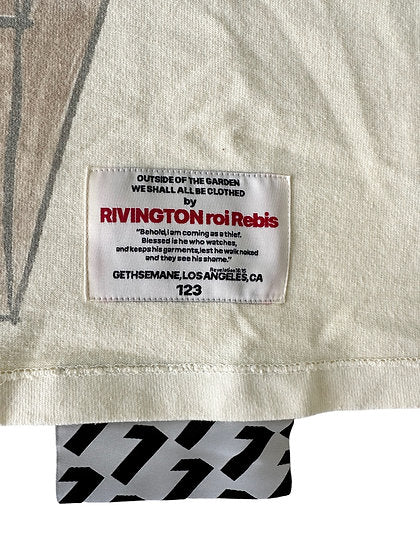 OUTSIDE OF THE GARDEN
WE SHALL ALL BE CLOTHED
by
RIVINGTON roi Rebis
"Behold, I am coming as a thief.
Blessed is he who watches,
and keeps his garments, lest he walk naked
and they see his shame."
Revelation 16:15
GETHSEMANE, LOS ANGELES, CA
123